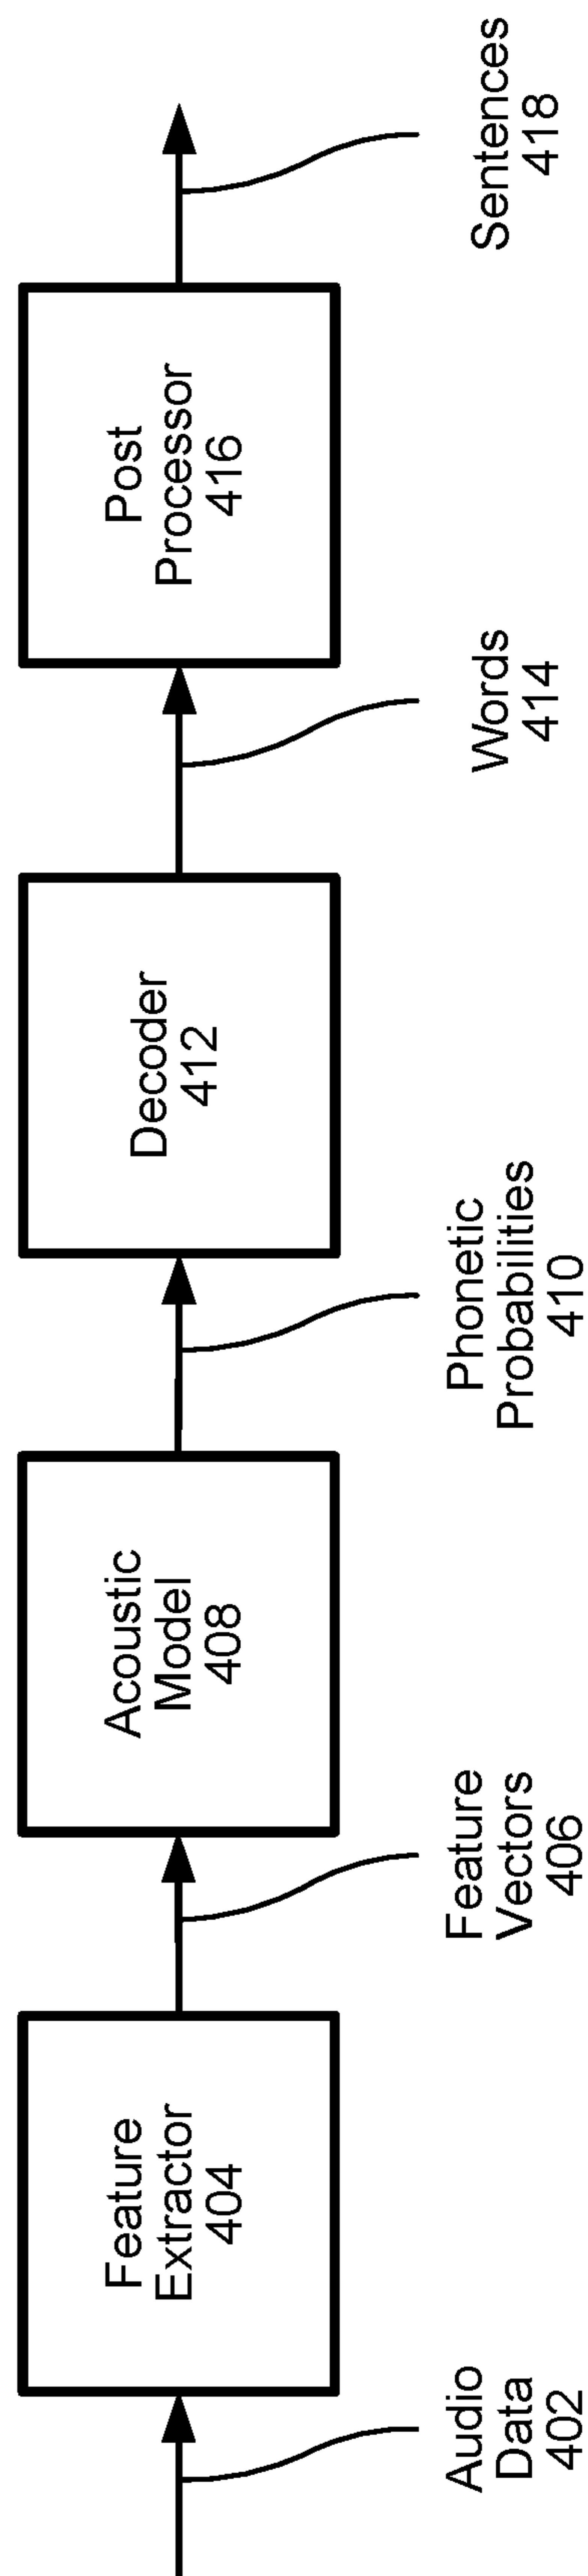 Audio
Data
402
Feature
Extractor
404
Feature
Vectors
406
Acoustic
Model
408
Phonetic
Probabilities
410
Decoder
412
Words
414
Post
Processor
416
Sentences
418